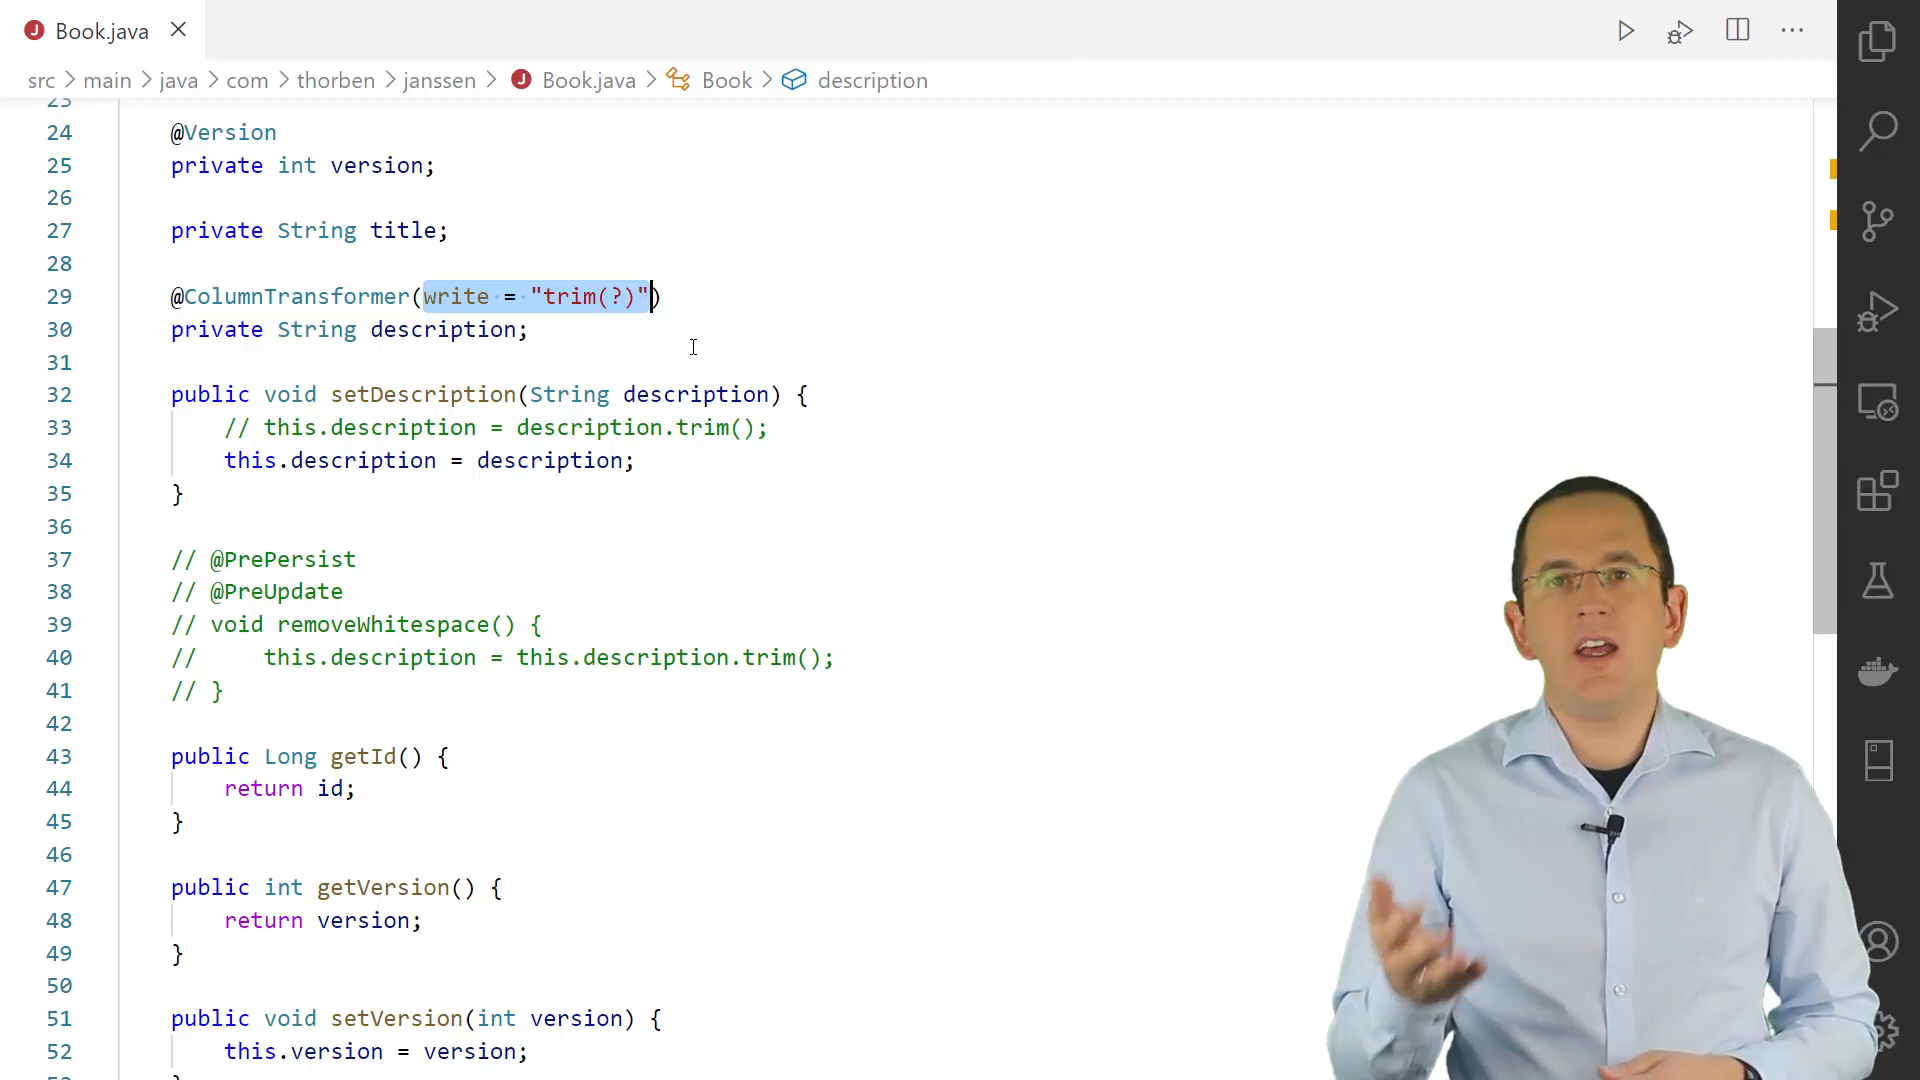 Book.java
src > main > java > com > thorben > janssen > Book.java > Book > description
24 @Version
25 private int version;
26
27 private String title;
28
29 @ColumnTransformer(write = "trim(?)")
30 private String description;
31
32 public void setDescription(String description) {
33 // this.description = description.trim();
34 this.description = description;
35 }
36
37 // @PrePersist
38 // @PreUpdate
39 // void removeWhitespace() {
40 // this.description = this.description.trim();
41 // }
42
43 public Long getId() {
44 return id;
45 }
46
47 public int getVersion() {
48 return version;
49 }
50
51 public void setVersion(int version) {
52 this.version = version;